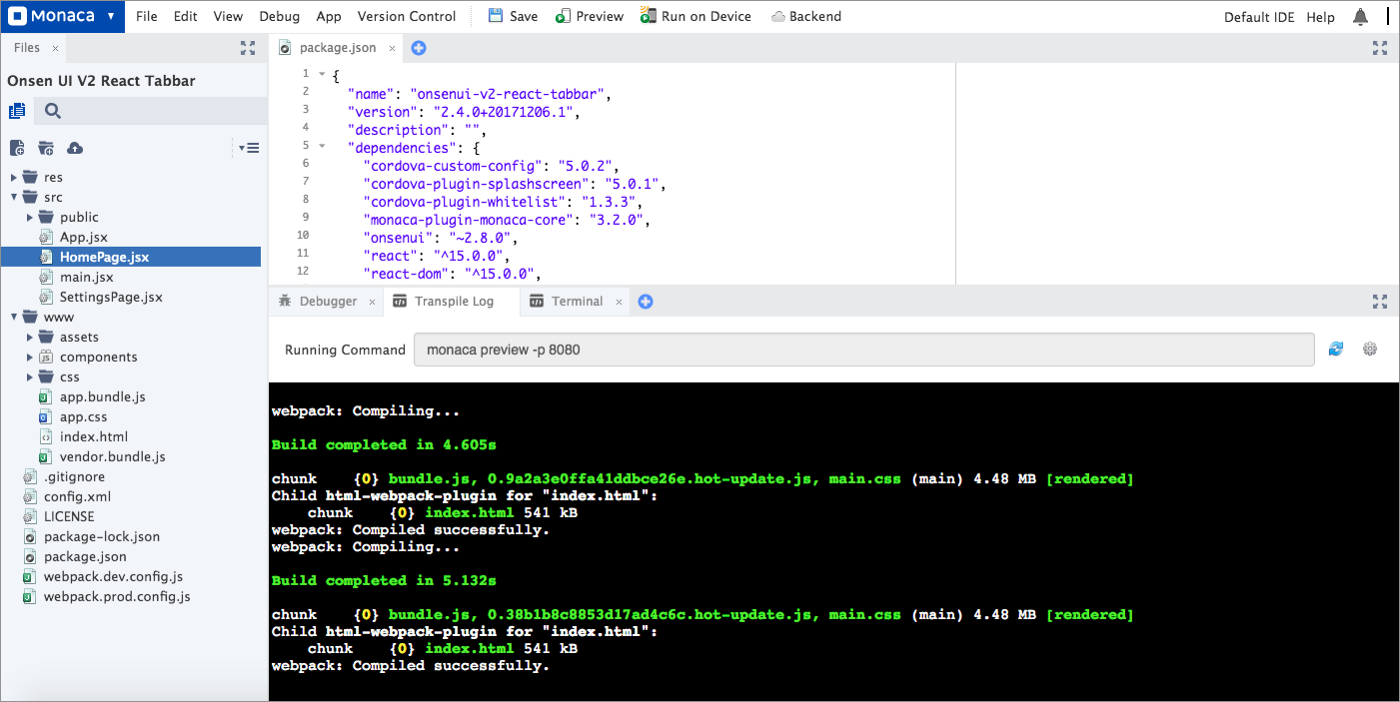 Monaca File Edit View Debug App Version Control Save Preview Run on Device Backend Default IDE Help
Files ×
Onsen UI V2 React Tabbar
res
src
public
App.jsx
HomePage.jsx
main.jsx
SettingsPage.jsx
www
assets
components
css
app.bundle.js
app.css
index.html
vendor.bundle.js
.gitignore
config.xml
LICENSE
package-lock.json
package.json
webpack.dev.config.js
webpack.prod.config.js
package.json ×
1 {
2 "name": "onsenui-v2-react-tabbar",
3 "version": "2.4.0+20171206.1",
4 "description": "",
5 "dependencies": {
6 "cordova-custom-config": "5.0.2",
7 "cordova-plugin-splashscreen": "5.0.1",
8 "cordova-plugin-whitelist": "1.3.3",
9 "monaca-plugin-monaca-core": "3.2.0",
10 "onsenui": "~2.8.0",
11 "react": "^15.0.0",
12 "react-dom": "^15.0.0",
Debugger × Transpile Log Terminal ×
Running Command monaca preview -p 8080
webpack: Compiling...
Build completed in 4.605s
chunk {0} bundle.js, 0.9a2a3e0ffa41ddbce26e.hot-update.js, main.css (main) 4.48 MB [rendered]
Child html-webpack-plugin for "index.html":
chunk {0} index.html 541 kB
webpack: Compiled successfully.
webpack: Compiling...
Build completed in 5.132s
chunk {0} bundle.js, 0.38b1b8c8853d17ad4c6c.hot-update.js, main.css (main) 4.48 MB [rendered]
Child html-webpack-plugin for "index.html":
chunk {0} index.html 541 kB
webpack: Compiled successfully.